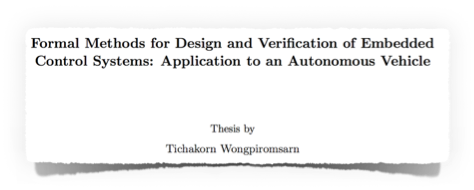 Formal Methods for Design and Verification of Embedded
Control Systems: Application to an Autonomous Vehicle
Thesis by
Tichakorn Wongpiromsarn